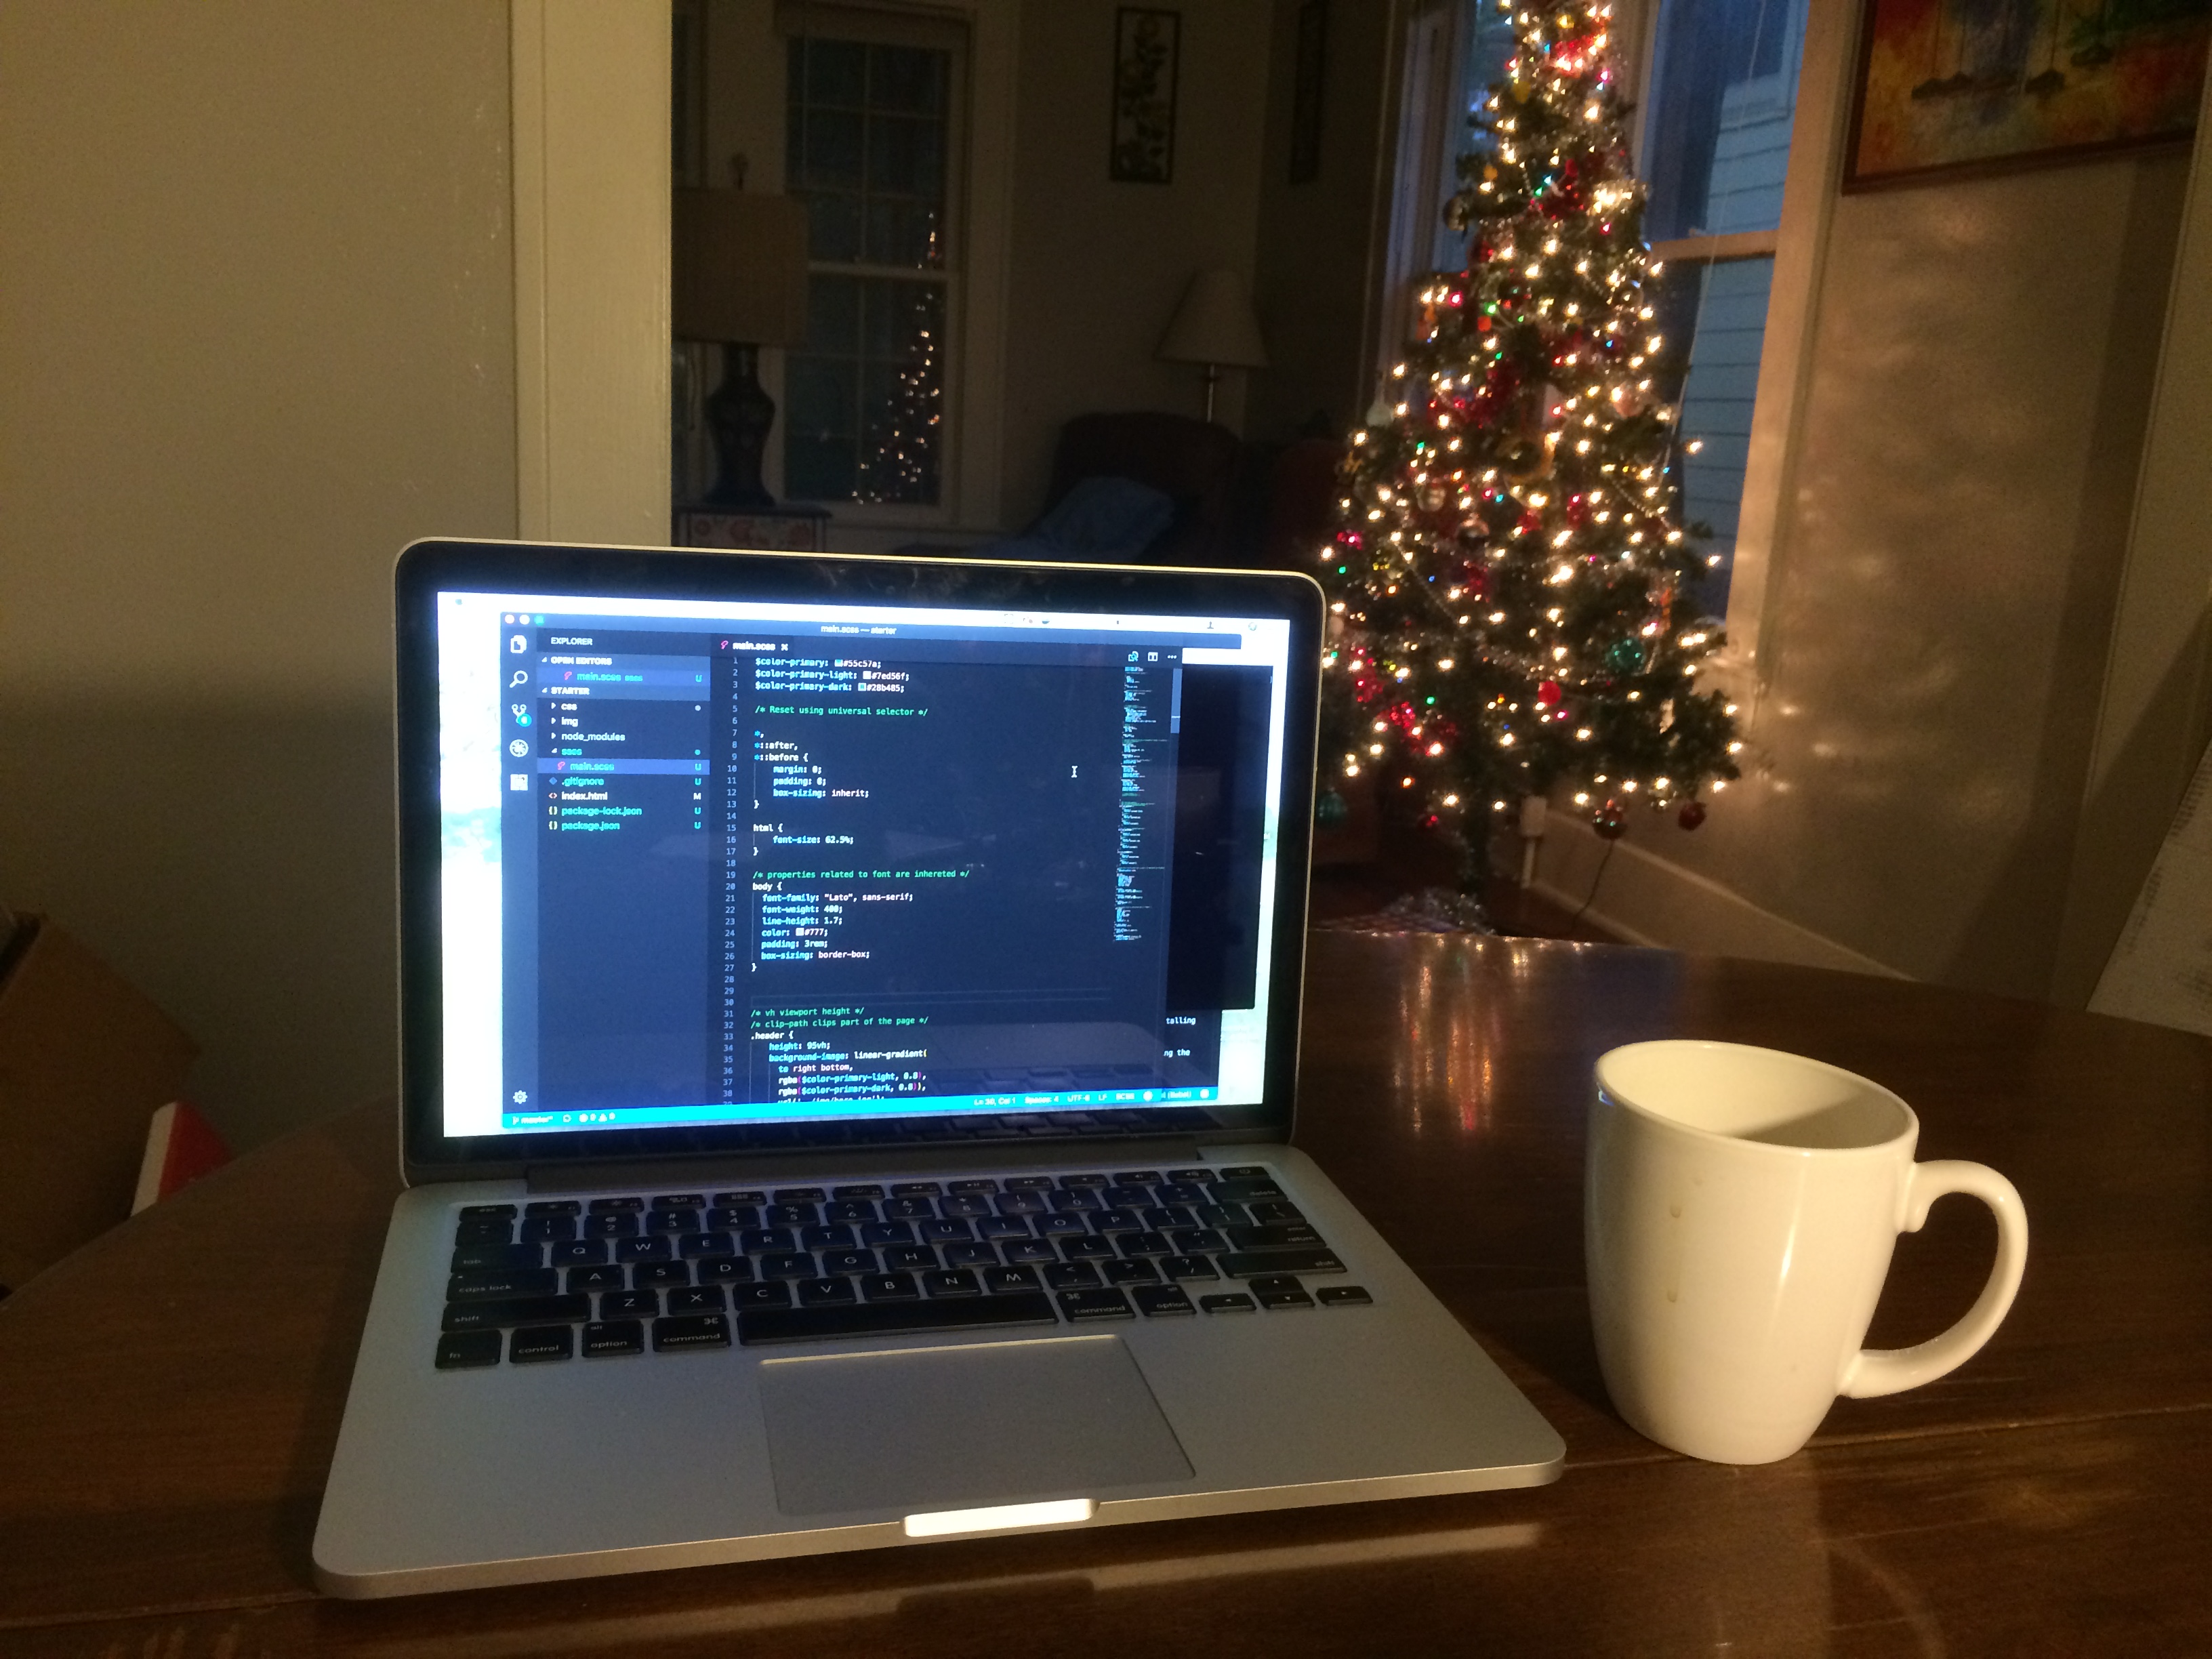 main.scss — starter
EXPLORER
OPEN EDITORS
main.scss sass U
STARTER
css
img
node_modules
sass
main.scss U
.gitignore U
index.html M
package-lock.json U
package.json U
main.scss
1 $color-primary: #55c57a;
2 $color-primary-light: #7ed56f;
3 $color-primary-dark: #28b485;
4
5 /* Reset using universal selector */
6
7 *,
8 *::after,
9 *::before {
10 margin: 0;
11 padding: 0;
12 box-sizing: inherit;
13 }
14
15 html {
16 font-size: 62.5%;
17 }
18
19 /* properties related to font are inhereted */
20 body {
21 font-family: "Lato", sans-serif;
22 font-weight: 400;
23 line-height: 1.7;
24 color: #777;
25 padding: 3rem;
26 box-sizing: border-box;
27 }
28
29
30
31 /* vh viewport height */
32 /* clip-path clips part of the page */
33 .header {
34 height: 95vh;
35 background-image: linear-gradient(
36 to right bottom,
37 rgba($color-primary-light, 0.8),
38 rgba($color-primary-dark, 0.8)),
talling
ng the
master*
Ln 30, Col 1 Spaces: 4 UTF-8 LF SCSS
delete
Q W E R T Y U I O P
return
caps lock A S D F G H J K L
shift Z X C V B N M shift
fn control alt option command command option